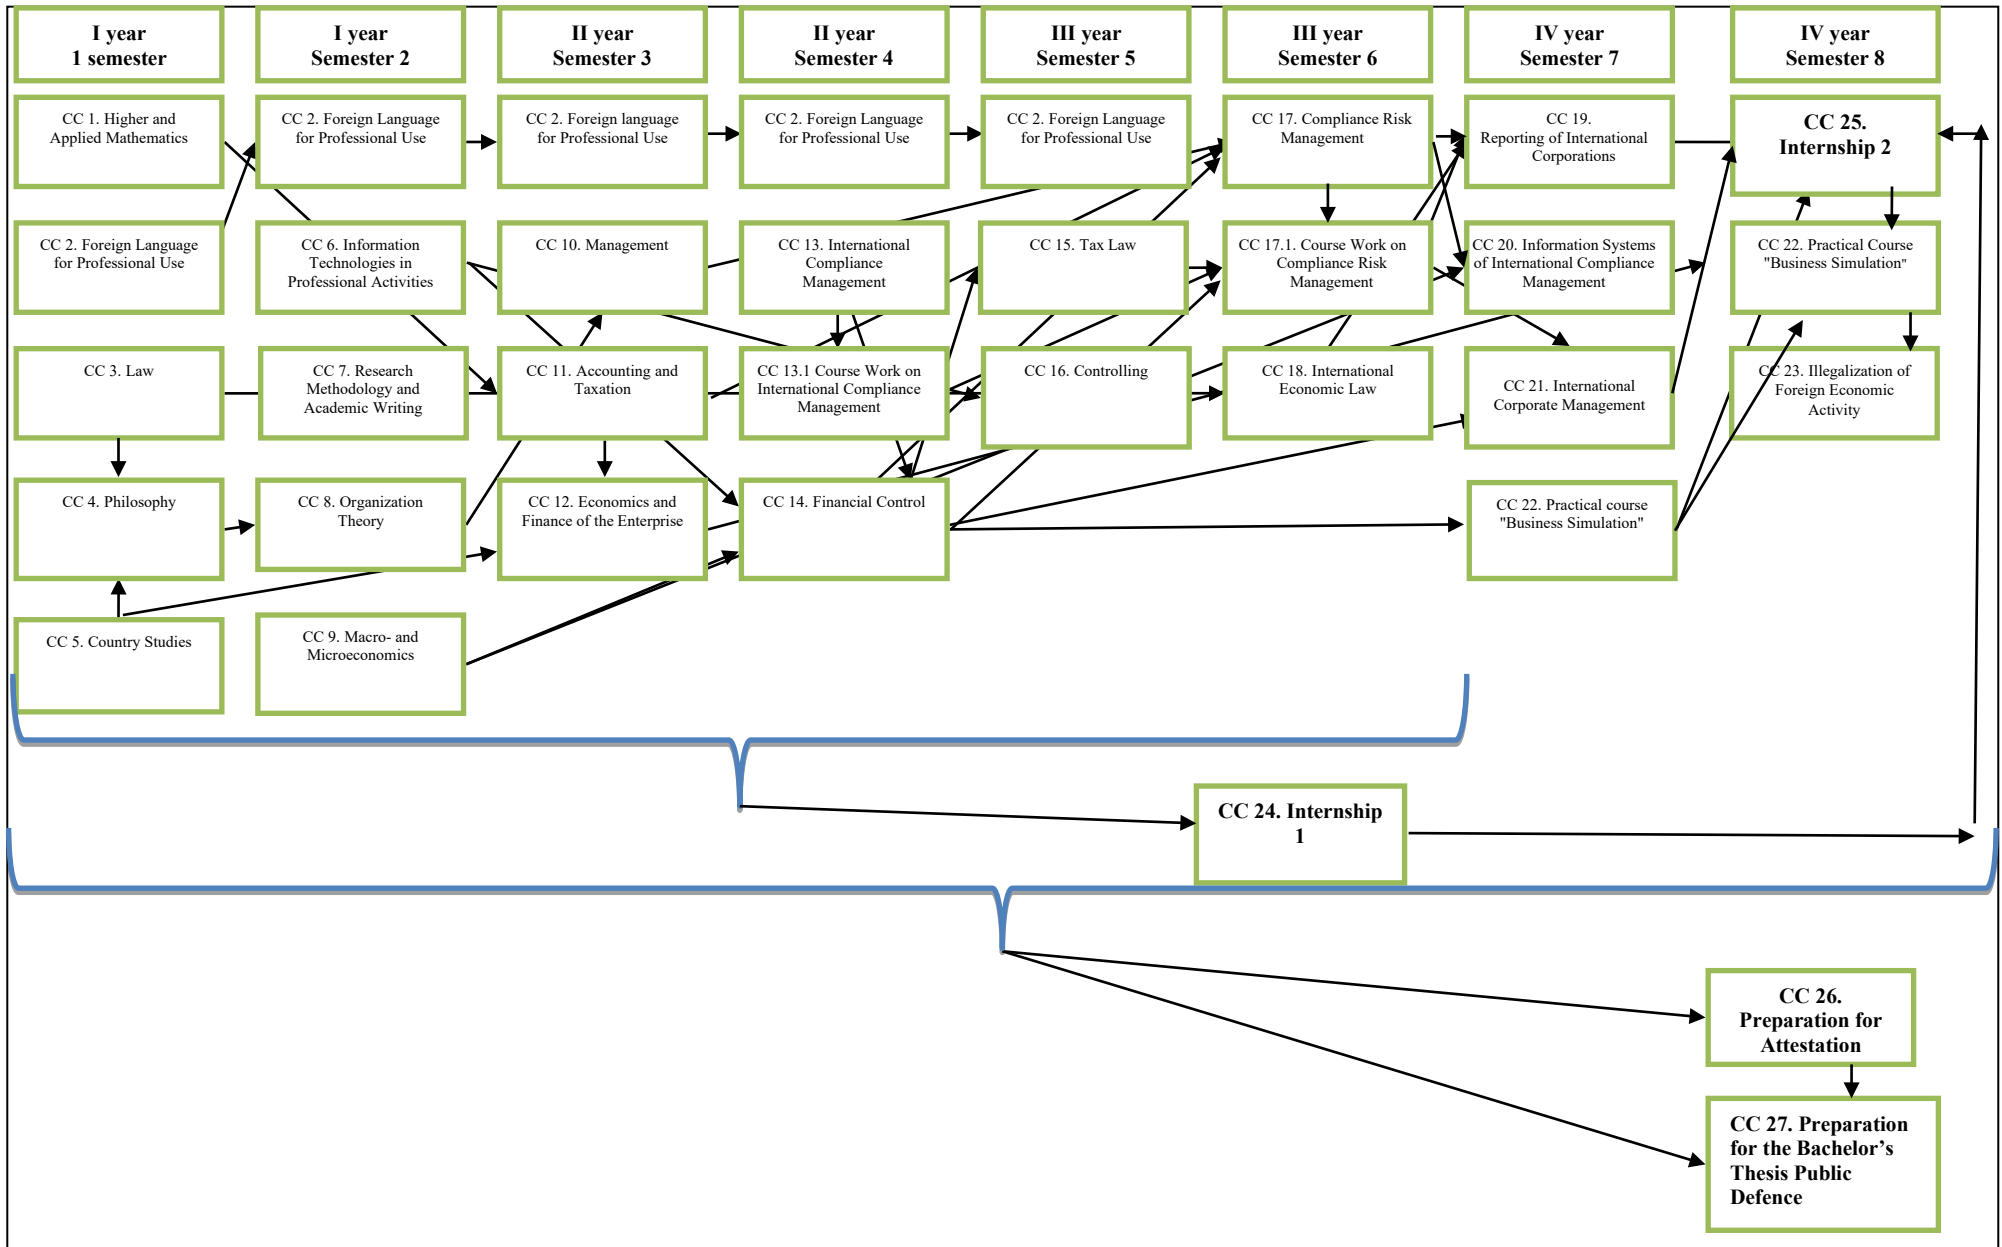 I year
1 semester
I year
Semester 2
II year
Semester 3
II year
Semester 4
III year
Semester 5
III year
Semester 6
IV year
Semester 7
IV year
Semester 8
CC 1. Higher and
Applied Mathematics
CC 2. Foreign Language
for Professional Use
CC 2. Foreign language
for Professional Use
CC 2. Foreign Language
for Professional Use
CC 2. Foreign Language
for Professional Use
CC 17. Compliance Risk
Management
CC 19.
Reporting of International
Corporations
CC 25.
Internship 2
CC 2. Foreign Language
for Professional Use
CC 6. Information
Technologies in
Professional Activities
CC 10. Management
CC 13. International
Compliance
Management
CC 15. Tax Law
CC 17.1. Course Work on
Compliance Risk
Management
CC 20. Information Systems
of International Compliance
Management
CC 22. Practical Course
"Business Simulation"
CC 3. Law
CC 7. Research
Methodology and
Academic Writing
CC 11. Accounting and
Taxation
CC 13.1 Course Work on
International Compliance
Management
CC 16. Controlling
CC 18. International
Economic Law
CC 21. International
Corporate Management
CC 23. Illegalization of
Foreign Economic
Activity
CC 4. Philosophy
CC 8. Organization
Theory
CC 12. Economics and
Finance of the Enterprise
CC 14. Financial Control
CC 22. Practical course
"Business Simulation"
CC 5. Country Studies
CC 9. Macro- and
Microeconomics
CC 24. Internship
1
CC 26.
Preparation for
Attestation
CC 27. Preparation
for the Bachelor’s
Thesis Public
Defence